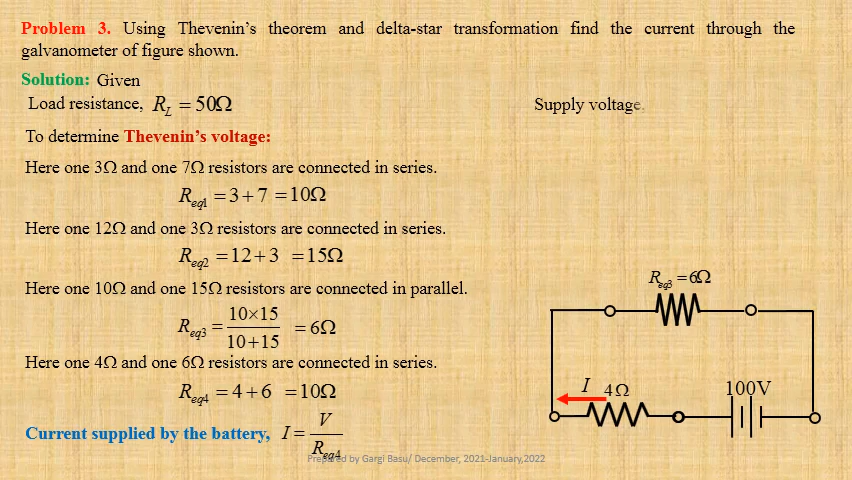 Problem 3. Using Thevenin's theorem and delta-star transformation find the current through the
galvanometer of figure shown.
Solution: Given
Load resistance, R_L = 50Ω
Supply voltage,
To determine Thevenin's voltage:
Here one 3Ω and one 7Ω resistors are connected in series.
R_eq1 = 3+7 = 10Ω
Here one 12Ω and one 3Ω resistors are connected in series.
R_eq2 = 12+3 = 15Ω
Here one 10Ω and one 15Ω resistors are connected in parallel.
R_eq3 = 10×15 / 10+15 = 6Ω
Here one 4Ω and one 6Ω resistors are connected in series.
R_eq4 = 4+6 = 10Ω
Current supplied by the battery, I = V / R_eq4
R_eq3 = 6Ω
I 4Ω 100V
Prepared by Gargi Basu/ December, 2021-January,2022